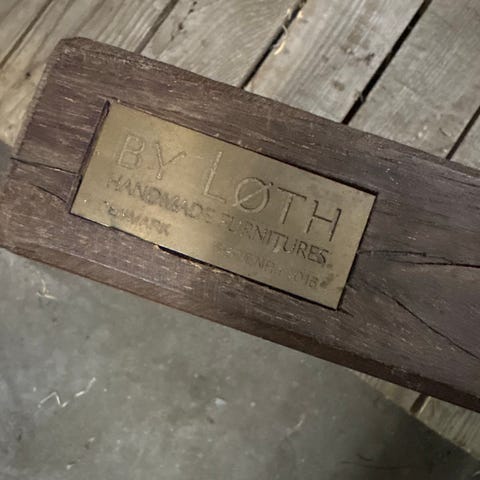 BY LØTH
HANDMADE FURNITURES.
DENMARK 2018